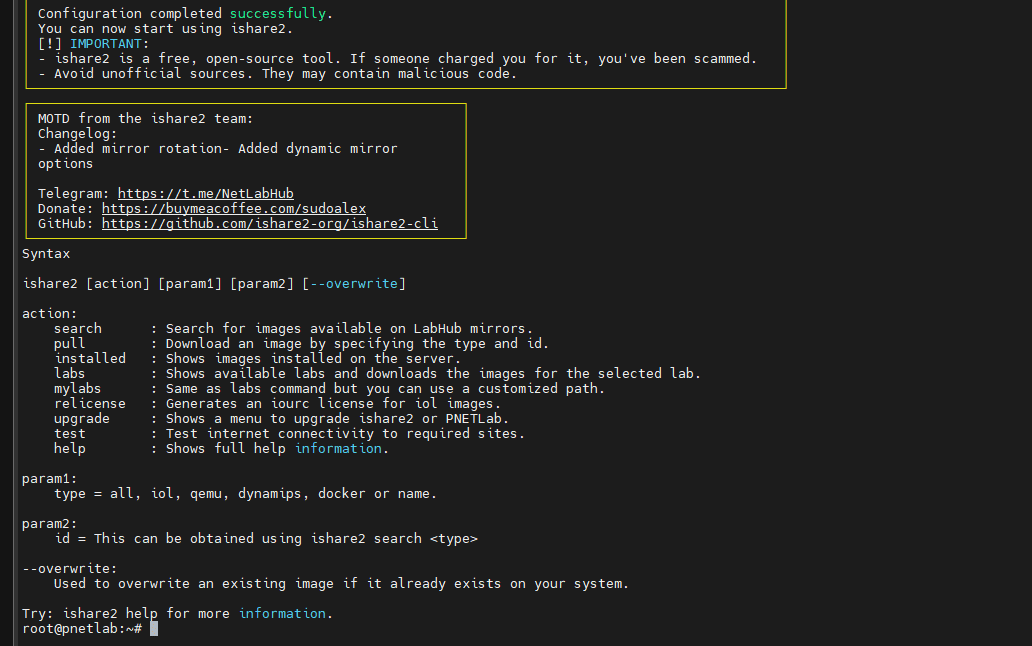 Configuration completed successfully.
You can now start using ishare2.
[!] IMPORTANT:
- ishare2 is a free, open-source tool. If someone charged you for it, you've been scammed.
- Avoid unofficial sources. They may contain malicious code.
MOTD from the ishare2 team:
Changelog:
- Added mirror rotation- Added dynamic mirror
options
Telegram: https://t.me/NetLabHub
Donate: https://buymeacoffee.com/sudoalex
GitHub: https://github.com/ishare2-org/ishare2-cli
Syntax
ishare2 [action] [param1] [param2] [--overwrite]
action:
search : Search for images available on LabHub mirrors.
pull : Download an image by specifying the type and id.
installed : Shows images installed on the server.
labs : Shows available labs and downloads the images for the selected lab.
mylabs : Same as labs command but you can use a customized path.
relicense : Generates an iourc license for iol images.
upgrade : Shows a menu to upgrade ishare2 or PNETLab.
test : Test internet connectivity to required sites.
help : Shows full help information.
param1:
type = all, iol, qemu, dynamips, docker or name.
param2:
id = This can be obtained using ishare2 search <type>
--overwrite:
Used to overwrite an existing image if it already exists on your system.
Try: ishare2 help for more information.
root@pnetlab:~#